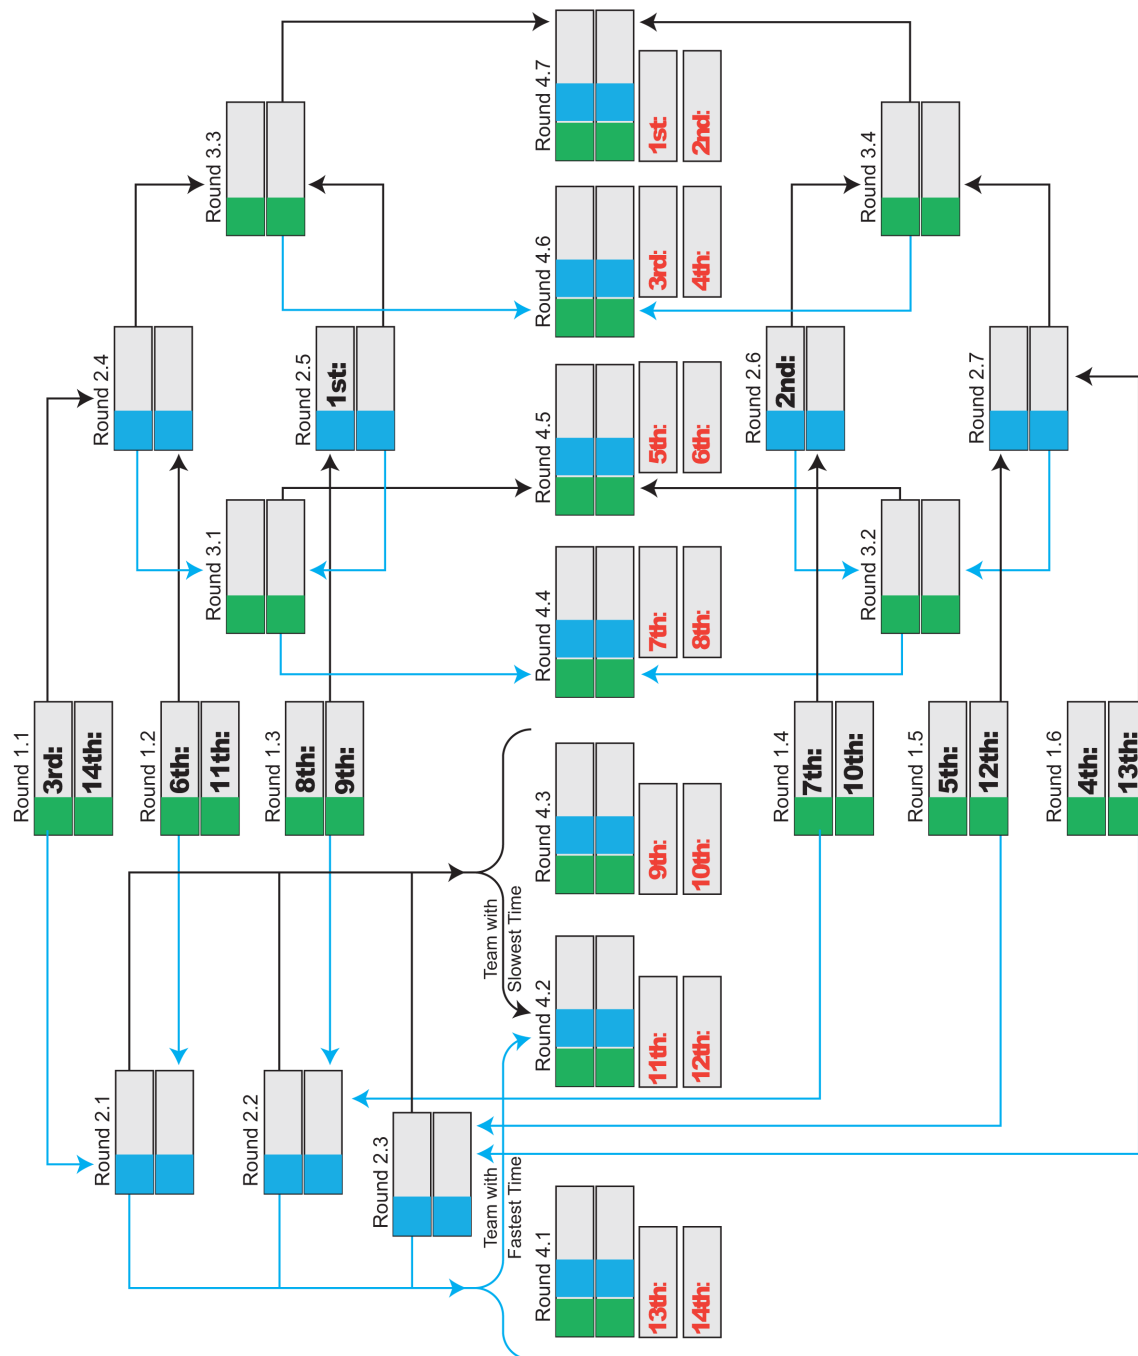 Round 1.1
3rd:
14th:
Round 1.2
6th:
11th:
Round 1.3
8th:
9th:
Round 1.4
7th:
10th:
Round 1.5
5th:
12th:
Round 1.6
4th:
13th:
Round 2.1
Round 2.2
Round 2.3
Round 2.4
Round 2.5
1st:
Round 2.6
2nd:
Round 2.7
Round 3.1
Round 3.2
Round 3.3
Round 3.4
Team with
Slowest Time
Team with
Fastest Time
Round 4.1
13th:
14th:
Round 4.2
11th:
12th:
Round 4.3
9th:
10th:
Round 4.4
7th:
8th:
Round 4.5
5th:
6th:
Round 4.6
3rd:
4th:
Round 4.7
1st:
2nd: